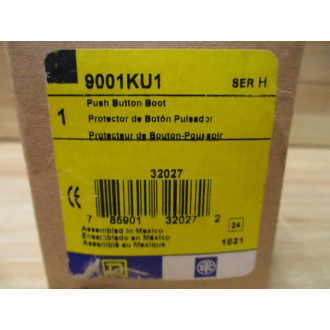 9001KU1 SER H
1 Push Button Boot
Protector de Botón Pulsador
Protecteur de Bouton-Poussoir
32027
CE
7 85901 32027 2
24
Assembled in Mexico
Ensamblado en México
Assemblé au Mexique
1021